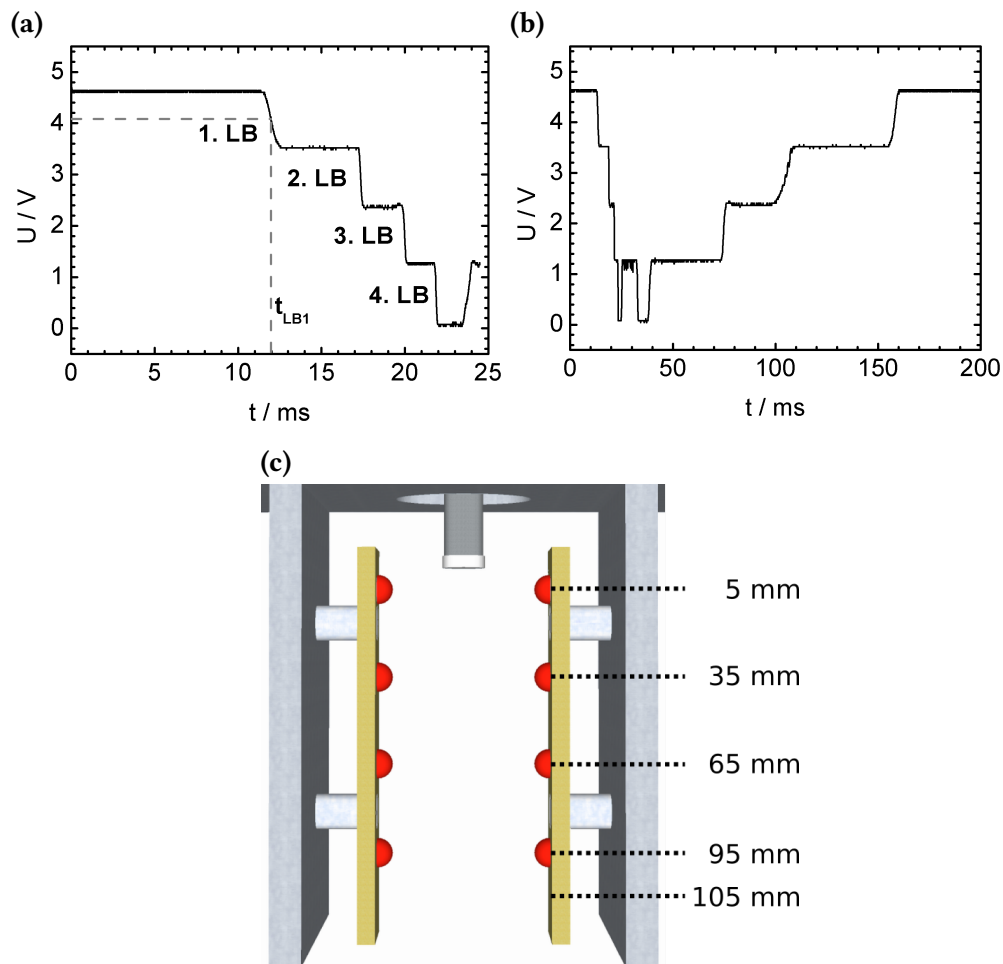 (a)
5
4
3
2
1
0
U / V
1. LB
2. LB
3. LB
4. LB
t_LB1
0 5 10 15 20 25
t / ms
(b)
5
4
3
2
1
0
U / V
0 50 100 150 200
t / ms
(c)
5 mm
35 mm
65 mm
95 mm
105 mm